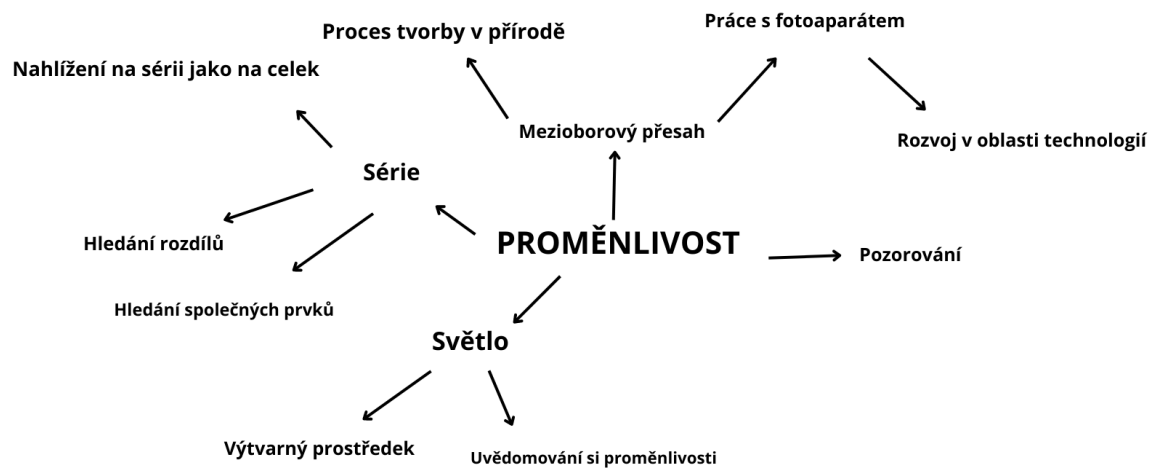 Práce s fotoaparátem
Proces tvorby v přírodě
Nahlížení na sérii jako na celek
Mezioborový přesah
Rozvoj v oblasti technologií
Série
Hledání rozdílů
PROMĚNLIVOST
Pozorování
Hledání společných prvků
Světlo
Výtvarný prostředek
Uvědomování si proměnlivosti